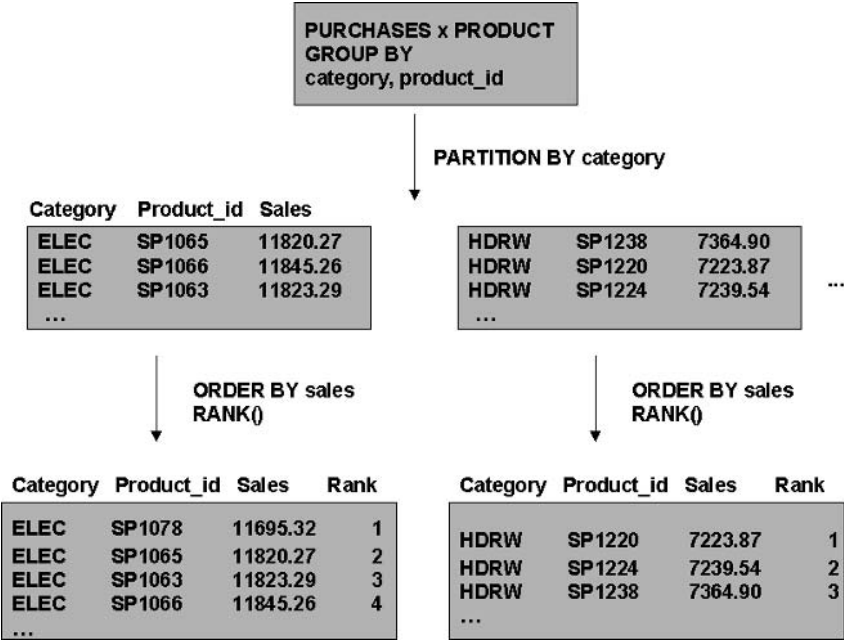 PURCHASES x PRODUCT
GROUP BY
category, product_id
PARTITION BY category
Category Product_id Sales
ELEC SP1065 11820.27
ELEC SP1066 11845.26
ELEC SP1063 11823.29
...
HDRW SP1238 7364.90
HDRW SP1220 7223.87
HDRW SP1224 7239.54
...
...
ORDER BY sales
RANK()
ORDER BY sales
RANK()
Category Product_id Sales Rank
ELEC SP1078 11695.32 1
ELEC SP1065 11820.27 2
ELEC SP1063 11823.29 3
ELEC SP1066 11845.26 4
...
Category Product_id Sales Rank
HDRW SP1220 7223.87 1
HDRW SP1224 7239.54 2
HDRW SP1238 7364.90 3
...